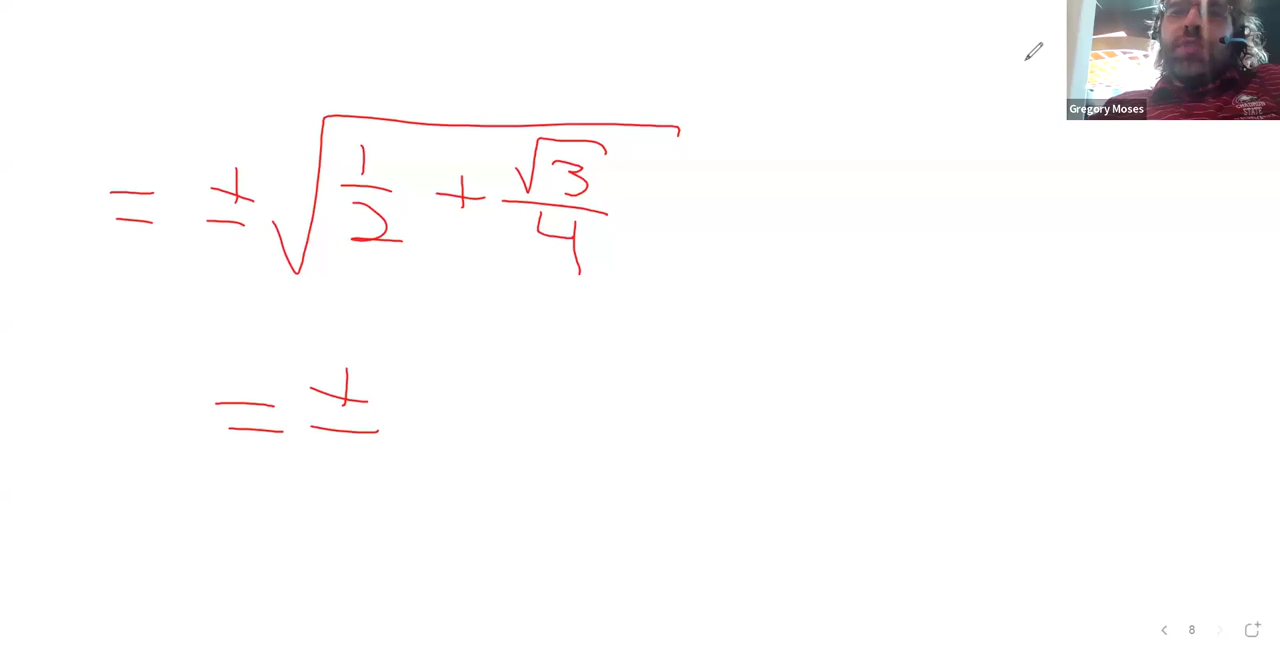 Gregory Moses
= ± √(1/2 + √3/4)
= ±
8